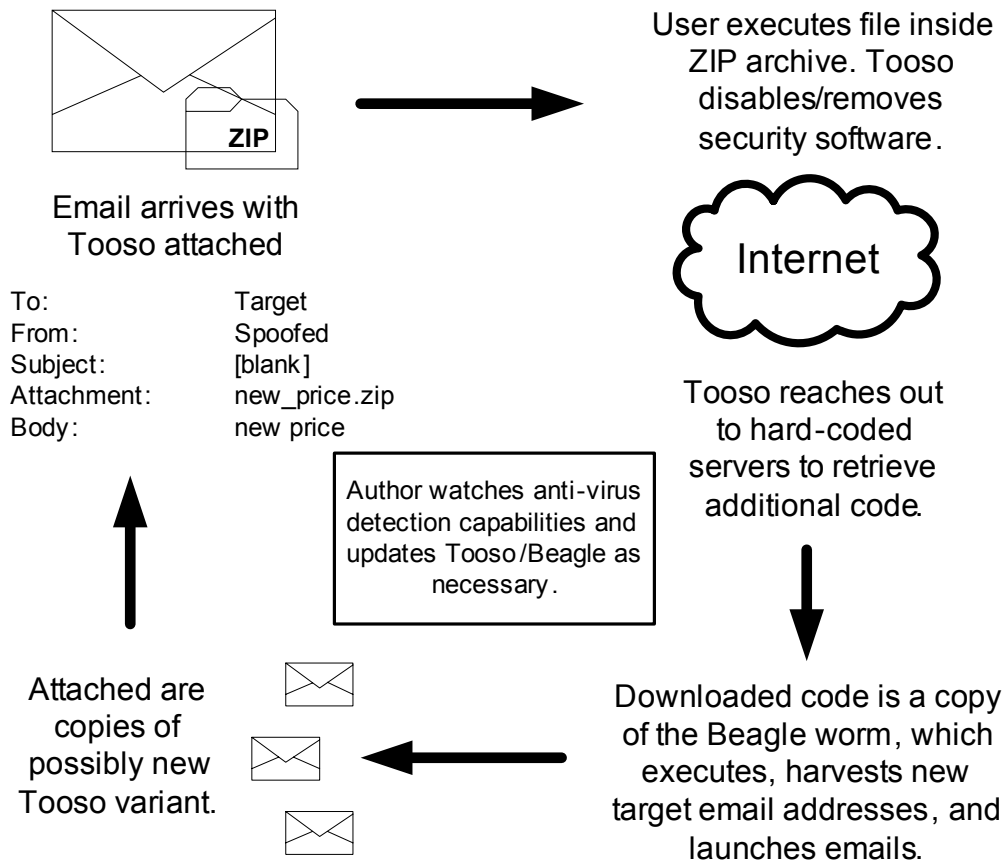 ZIP
Email arrives with
Tooso attached
To: Target
From: Spoofed
Subject: [blank]
Attachment: new_price.zip
Body: new price
User executes file inside
ZIP archive. Tooso
disables/removes
security software.
Internet
Tooso reaches out
to hard-coded
servers to retrieve
additional code.
Author watches anti-virus
detection capabilities and
updates Tooso/Beagle as
necessary.
Downloaded code is a copy
of the Beagle worm, which
executes, harvests new
target email addresses, and
launches emails.
Attached are
copies of
possibly new
Tooso variant.